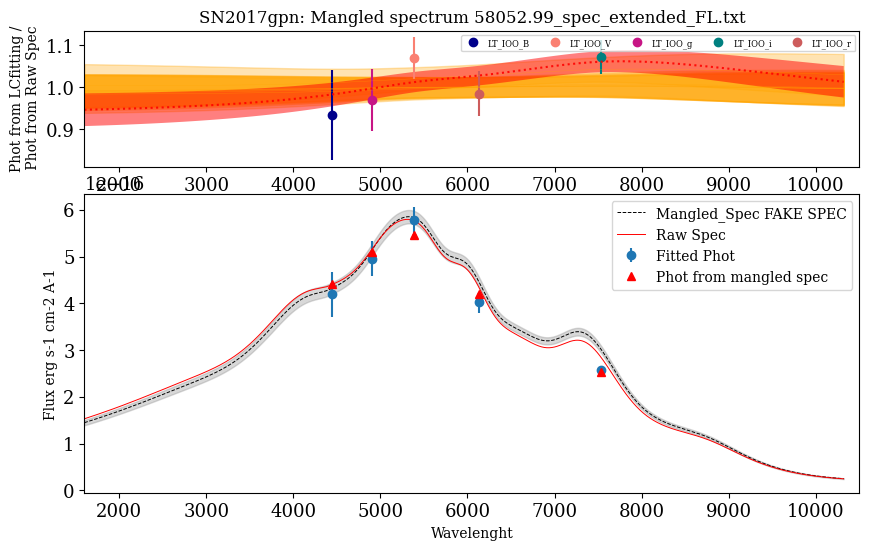 SN2017gpn: Mangled spectrum 58052.99_spec_extended_FL.txt
Phot from LCfitting /
Phot from Raw Spec
1.1
1.0
0.9
LT_IOO_B LT_IOO_V LT_IOO_g LT_IOO_i LT_IOO_r
2000 3000 4000 5000 6000 7000 8000 9000 10000
1e−16
Flux erg s-1 cm-2 A-1
6
5
4
3
2
1
0
Mangled_Spec FAKE SPEC
Raw Spec
Fitted Phot
Phot from mangled spec
2000 3000 4000 5000 6000 7000 8000 9000 10000
Wavelenght